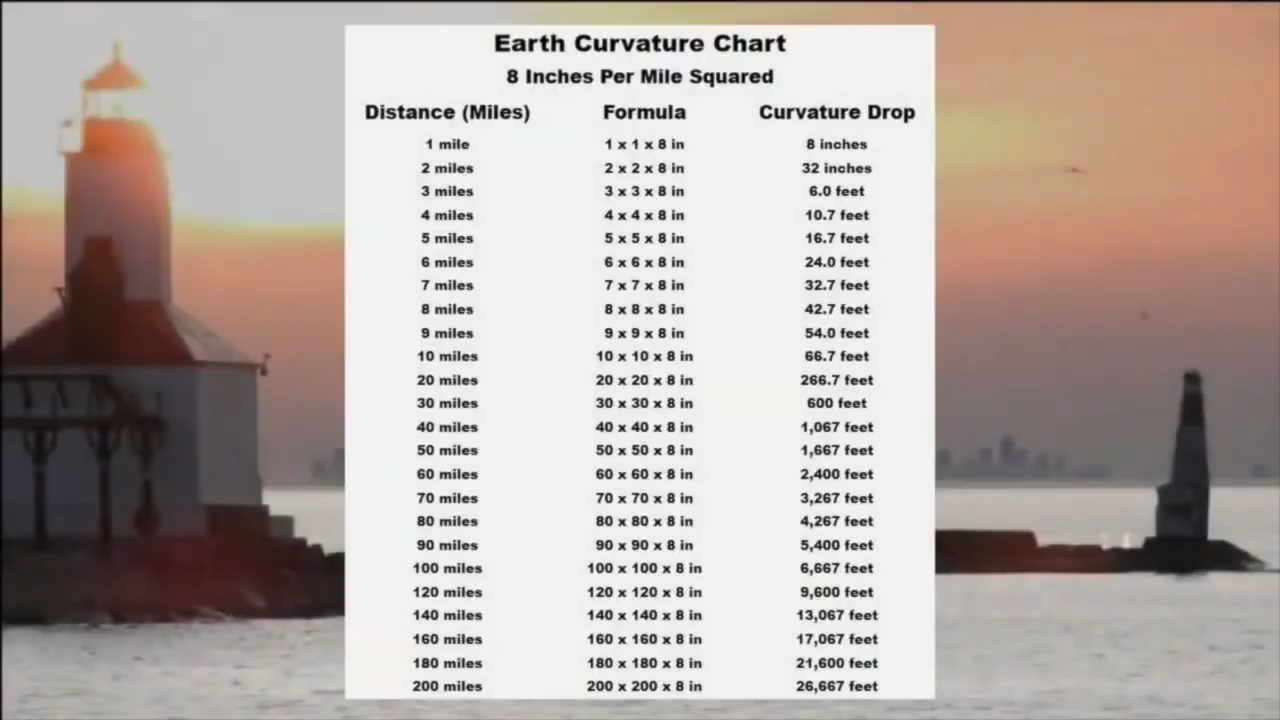 Earth Curvature Chart
8 Inches Per Mile Squared
Distance (Miles) Formula Curvature Drop
1 mile 1 x 1 x 8 in 8 inches
2 miles 2 x 2 x 8 in 32 inches
3 miles 3 x 3 x 8 in 6.0 feet
4 miles 4 x 4 x 8 in 10.7 feet
5 miles 5 x 5 x 8 in 16.7 feet
6 miles 6 x 6 x 8 in 24.0 feet
7 miles 7 x 7 x 8 in 32.7 feet
8 miles 8 x 8 x 8 in 42.7 feet
9 miles 9 x 9 x 8 in 54.0 feet
10 miles 10 x 10 x 8 in 66.7 feet
20 miles 20 x 20 x 8 in 266.7 feet
30 miles 30 x 30 x 8 in 600 feet
40 miles 40 x 40 x 8 in 1,067 feet
50 miles 50 x 50 x 8 in 1,667 feet
60 miles 60 x 60 x 8 in 2,400 feet
70 miles 70 x 70 x 8 in 3,267 feet
80 miles 80 x 80 x 8 in 4,267 feet
90 miles 90 x 90 x 8 in 5,400 feet
100 miles 100 x 100 x 8 in 6,667 feet
120 miles 120 x 120 x 8 in 9,600 feet
140 miles 140 x 140 x 8 in 13,067 feet
160 miles 160 x 160 x 8 in 17,067 feet
180 miles 180 x 180 x 8 in 21,600 feet
200 miles 200 x 200 x 8 in 26,667 feet